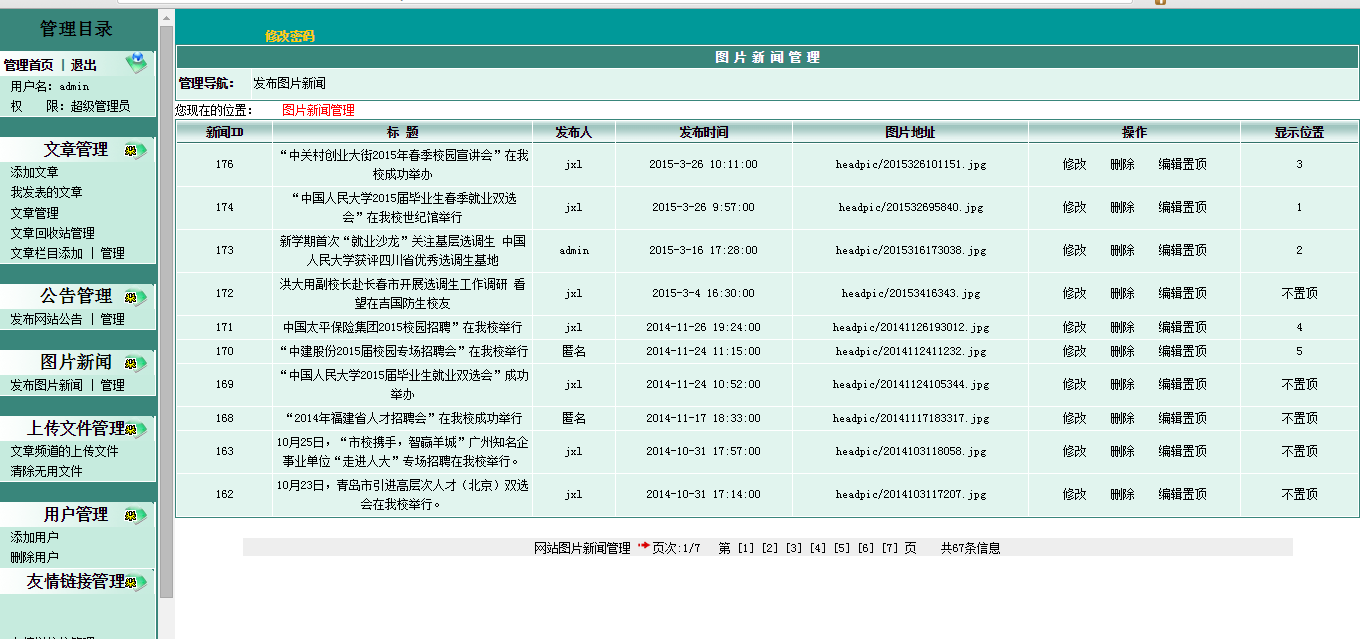 管理目录
管理首页 | 退出
用户名: admin
权 限: 超级管理员
文章管理
添加文章
我发表的文章
文章管理
文章回收站管理
文章栏目添加 | 管理
公告管理
发布网站公告 | 管理
图片新闻
发布图片新闻 | 管理
上传文件管理
文章频道的上传文件
清除无用文件
用户管理
添加用户
删除用户
友情链接管理
修改密码
图 片 新 闻 管 理
管理导航: 发布图片新闻
您现在的位置: 图片新闻管理
新闻ID 标 题 发布人 发布时间 图片地址 操作 显示位置
176 “中关村创业大街2015年春季校园宣讲会”在我 jxl 2015-3-26 10:11:00 headpic/2015326101151.jpg 修改 删除 编辑置顶 3
校成功举办
174 “中国人民大学2015届毕业生春季就业双选 jxl 2015-3-26 9:57:00 headpic/201532695840.jpg 修改 删除 编辑置顶 1
会”在我校世纪馆举行
173 新学期首次“就业沙龙”关注基层选调生 中国 admin 2015-3-16 17:28:00 headpic/2015316173038.jpg 修改 删除 编辑置顶 2
人民大学获评四川省优秀选调生基地
172 洪大用副校长赴长春市开展选调生工作调研 看 jxl 2015-3-4 16:30:00 headpic/20153416343.jpg 修改 删除 编辑置顶 不置顶
望在吉国防生校友
171 中国太平保险集团2015校园招聘”在我校举行 jxl 2014-11-26 19:24:00 headpic/20141126193012.jpg 修改 删除 编辑置顶 4
170 “中建股份2015届校园专场招聘会”在我校举行 匿名 2014-11-24 11:15:00 headpic/2014112411232.jpg 修改 删除 编辑置顶 5
169 “中国人民大学2015届毕业生就业双选会”成功 jxl 2014-11-24 10:52:00 headpic/20141124105344.jpg 修改 删除 编辑置顶 不置顶
举办
168 “2014年福建省人才招聘会”在我校成功举行 匿名 2014-11-17 18:33:00 headpic/20141117183317.jpg 修改 删除 编辑置顶 不置顶
163 10月25日,“市校携手,智赢羊城”广州知名企 jxl 2014-10-31 17:57:00 headpic/2014103118058.jpg 修改 删除 编辑置顶 不置顶
事业单位“走进人大”专场招聘在我校举行。
162 10月23日,青岛市引进高层次人才(北京)双选 jxl 2014-10-31 17:14:00 headpic/2014103117207.jpg 修改 删除 编辑置顶 不置顶
会在我校举行。
网站图片新闻管理 页次:1/7 第 [1] [2] [3] [4] [5] [6] [7] 页 共67条信息